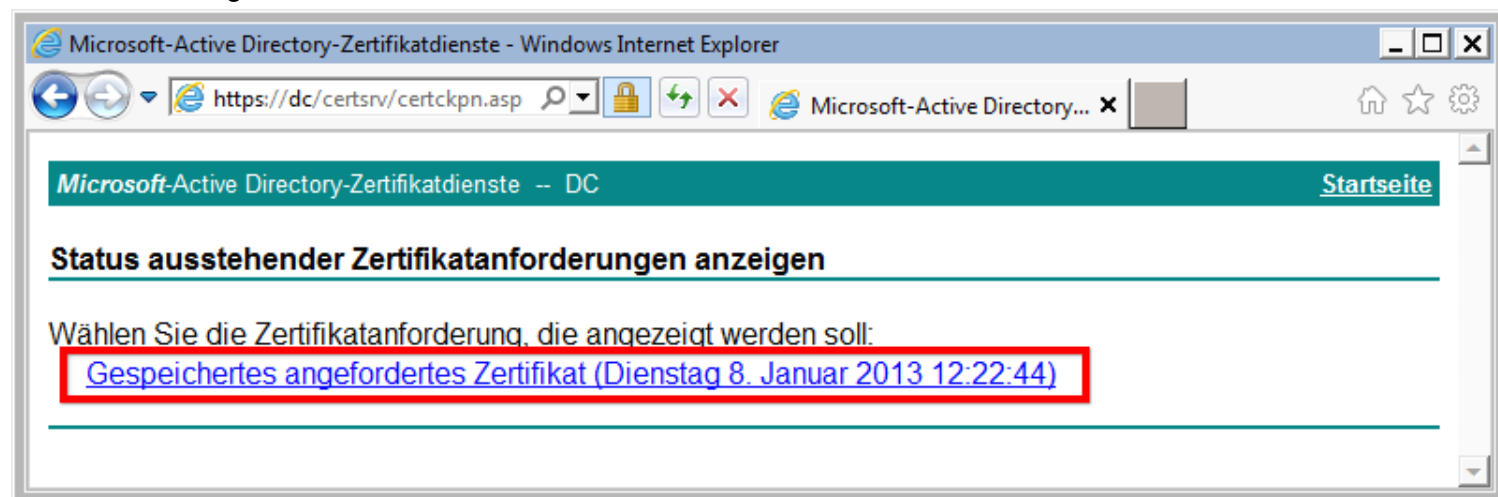 Microsoft-Active Directory-Zertifikatdienste - Windows Internet Explorer
https://dc/certsrv/certckpn.asp
Microsoft-Active Directory...
Microsoft-Active Directory-Zertifikatdienste -- DC
Startseite
Status ausstehender Zertifikatanforderungen anzeigen
Wählen Sie die Zertifikatanforderung, die angezeigt werden soll:
Gespeichertes angefordertes Zertifikat (Dienstag 8. Januar 2013 12:22:44)